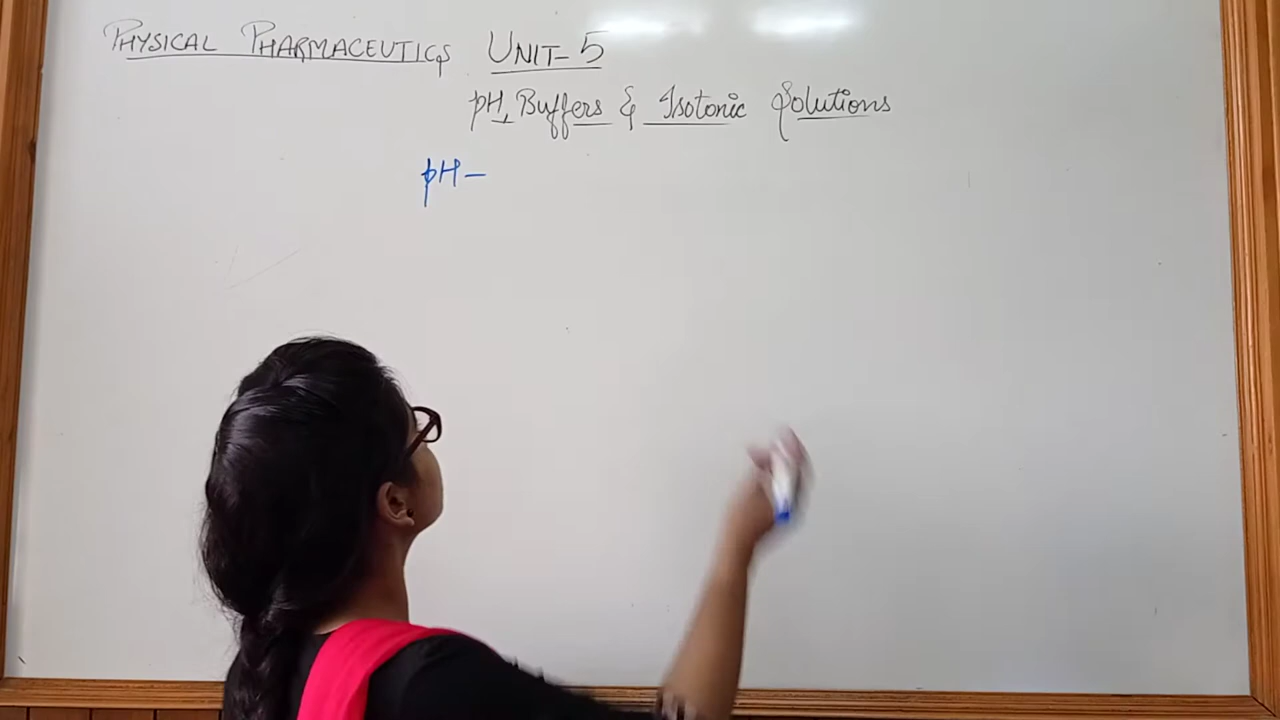 PHYSICAL PHARMACEUTICS UNIT-5
pH, Buffers & Isotonic Solutions
pH -